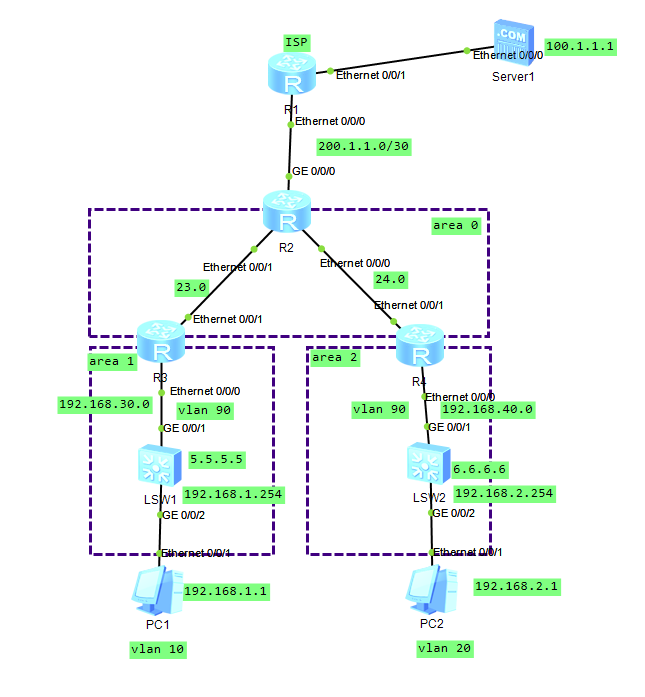 ISP
.COM
100.1.1.1
Ethernet 0/0/0
Server1
Ethernet 0/0/1
R
R1
Ethernet 0/0/0
200.1.1.0/30
GE 0/0/0
R
R2
area 0
Ethernet 0/0/1
Ethernet 0/0/0
23.0
24.0
Ethernet 0/0/1
Ethernet 0/0/1
R
R
area 1
area 2
R3
R4
Ethernet 0/0/0
Ethernet 0/0/0
192.168.30.0
vlan 90
vlan 90
192.168.40.0
GE 0/0/1
GE 0/0/1
5.5.5.5
6.6.6.6
LSW1
192.168.1.254
LSW2
192.168.2.254
GE 0/0/2
GE 0/0/2
Ethernet 0/0/1
Ethernet 0/0/1
192.168.1.1
192.168.2.1
PC1
PC2
vlan 10
vlan 20